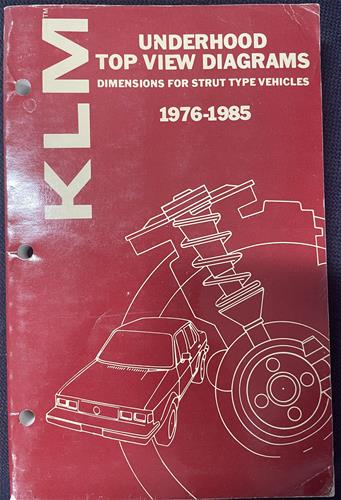 KLM™
UNDERHOOD
TOP VIEW DIAGRAMS
DIMENSIONS FOR STRUT TYPE VEHICLES
1976-1985